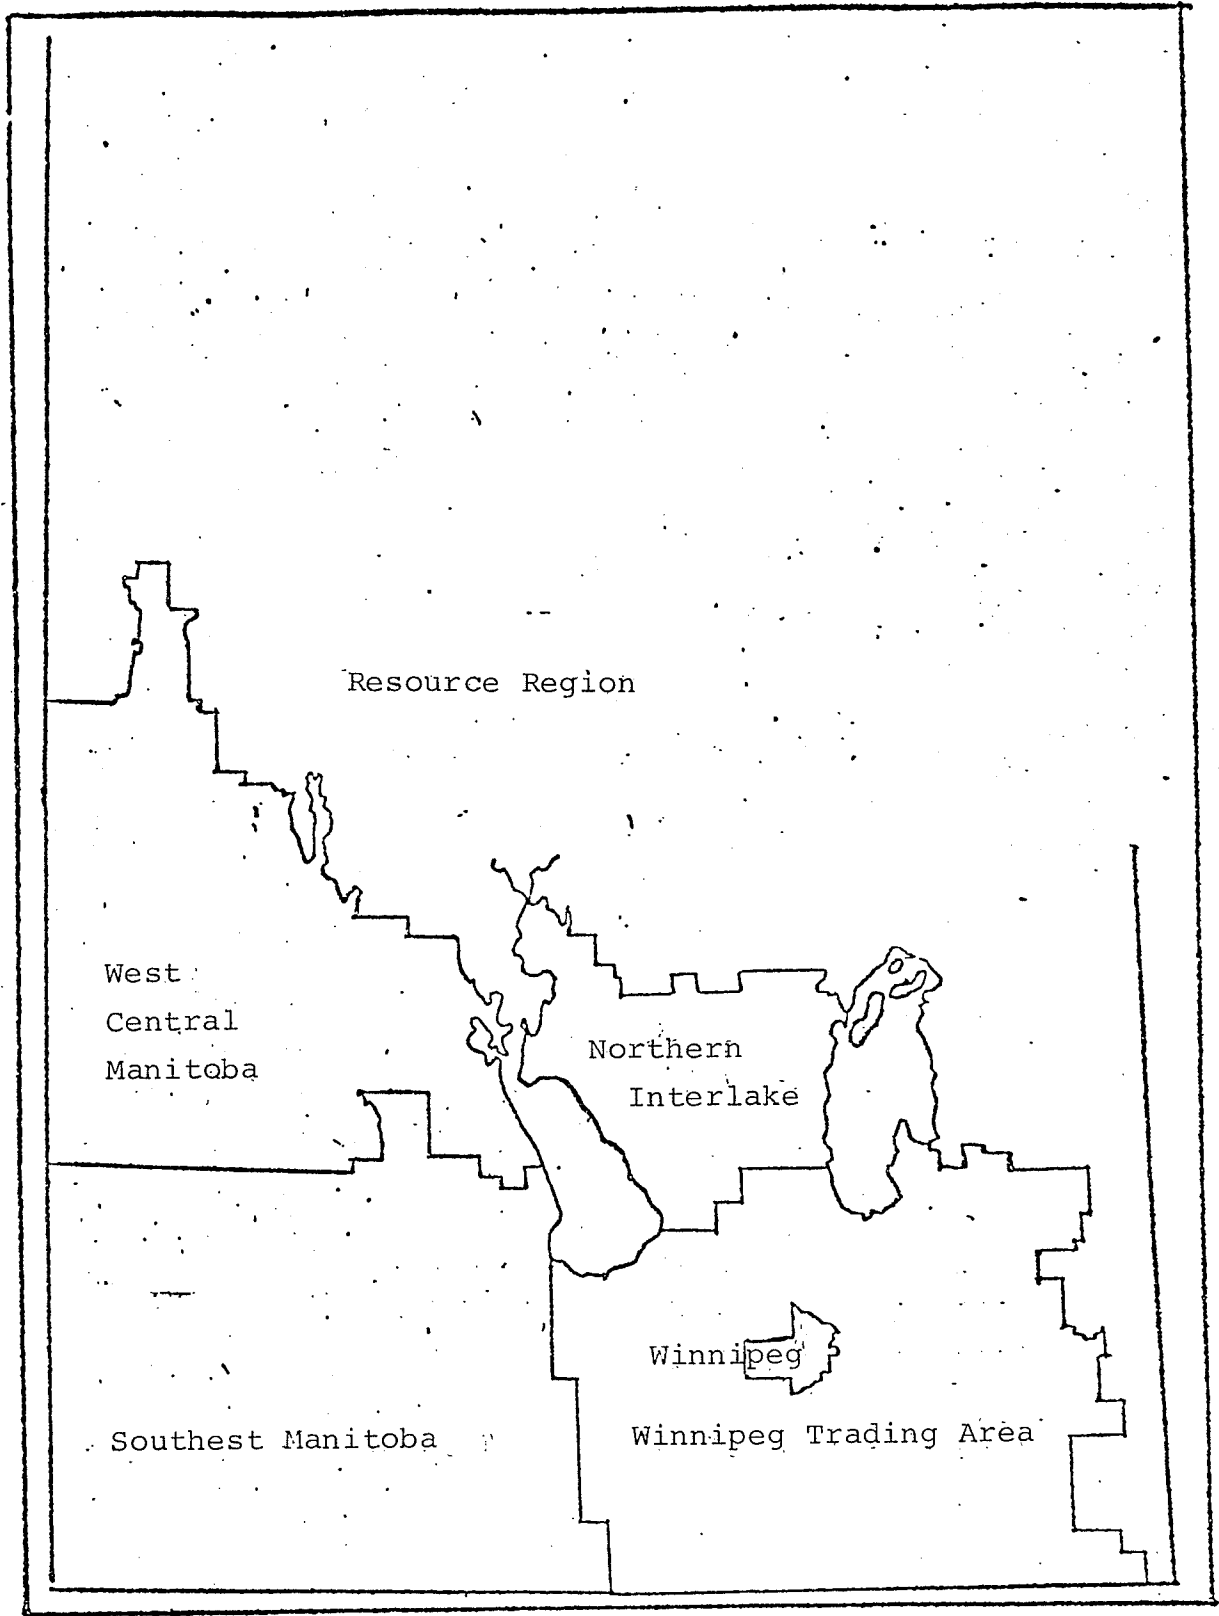 Resource Region
West
Central
Manitoba
Northern
Interlake
Winnipeg
Southest Manitoba
Winnipeg Trading Area